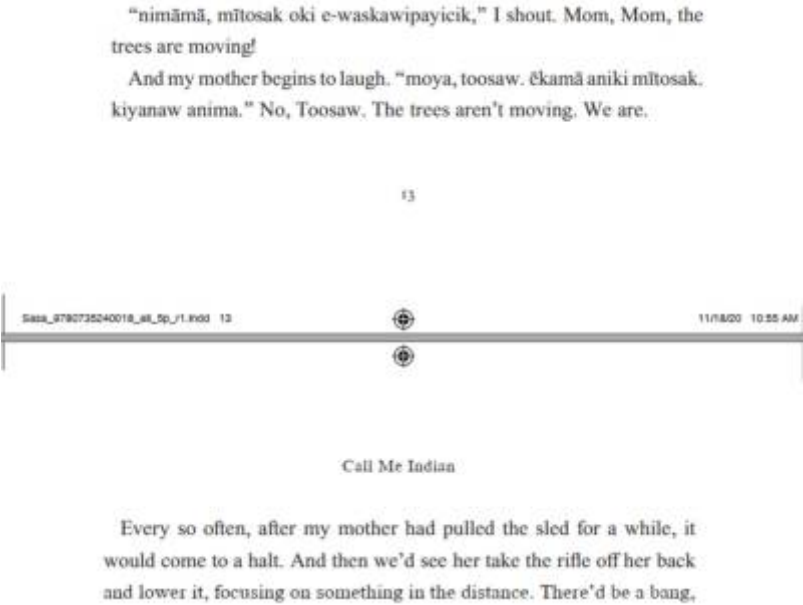 “nimāmā, mītosak oki e-waskawipayicik,” I shout. Mom, Mom, the
trees are moving!
And my mother begins to laugh. “moya, toosaw. ēkamā aniki mītosak.
kiyanaw anima.” No, Toosaw. The trees aren’t moving. We are.
13
Sasa_9780735240018_all_5p_r1.indd 13 11/18/20 10:55 AM
Call Me Indian
Every so often, after my mother had pulled the sled for a while, it
would come to a halt. And then we’d see her take the rifle off her back
and lower it, focusing on something in the distance. There’d be a bang,